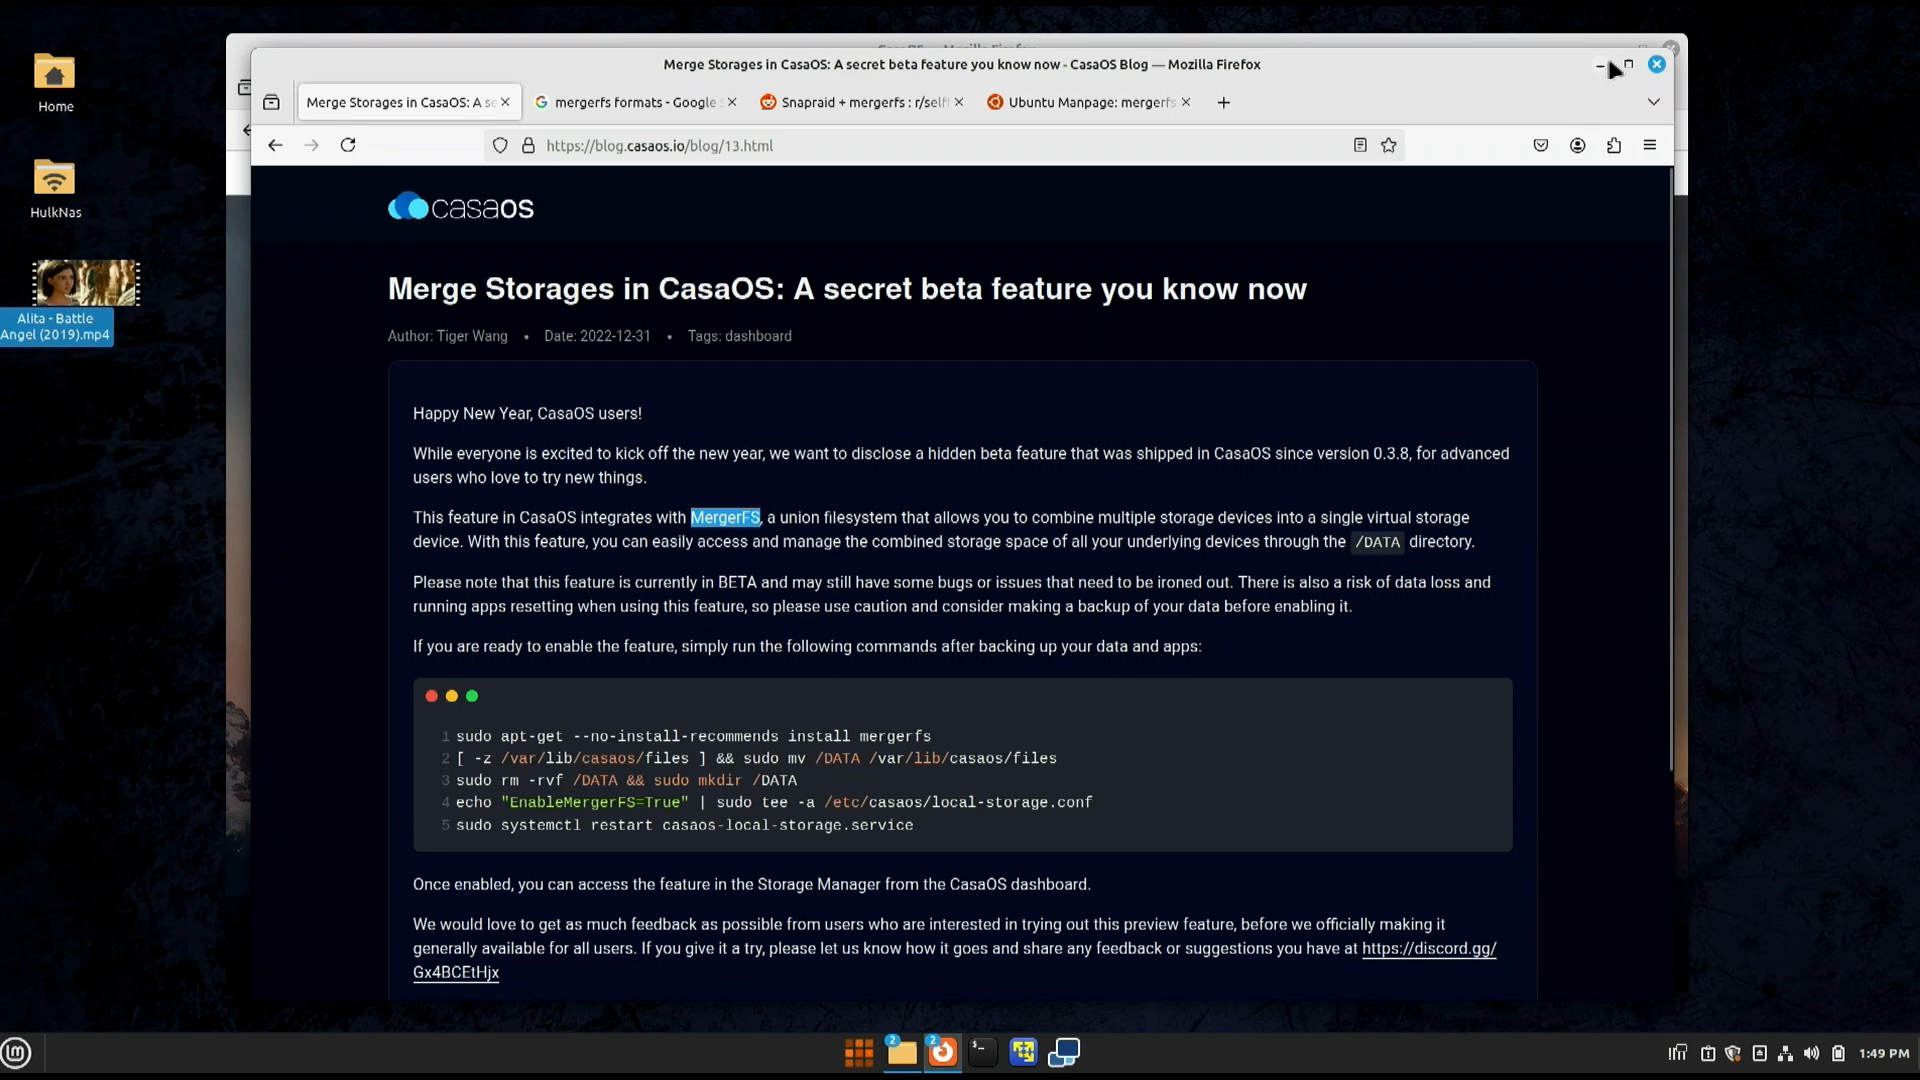 Home
HulkNas
Alita - Battle
Angel (2019).mp4
Merge Storages in CasaOS: A secret beta feature you know now - CasaOS Blog — Mozilla Firefox
Merge Storages in CasaOS: A se
mergerfs formats - Google
Snapraid + mergerfs : r/self
Ubuntu Manpage: mergerfs
https://blog.casaos.io/blog/13.html
casaOS
Merge Storages in CasaOS: A secret beta feature you know now
Author: Tiger Wang • Date: 2022-12-31 • Tags: dashboard
Happy New Year, CasaOS users!
While everyone is excited to kick off the new year, we want to disclose a hidden beta feature that was shipped in CasaOS since version 0.3.8, for advanced
users who love to try new things.
This feature in CasaOS integrates with MergerFS, a union filesystem that allows you to combine multiple storage devices into a single virtual storage
device. With this feature, you can easily access and manage the combined storage space of all your underlying devices through the /DATA directory.
Please note that this feature is currently in BETA and may still have some bugs or issues that need to be ironed out. There is also a risk of data loss and
running apps resetting when using this feature, so please use caution and consider making a backup of your data before enabling it.
If you are ready to enable the feature, simply run the following commands after backing up your data and apps:
1 sudo apt-get --no-install-recommends install mergerfs
2 [ -z /var/lib/casaos/files ] && sudo mv /DATA /var/lib/casaos/files
3 sudo rm -rvf /DATA && sudo mkdir /DATA
4 echo "EnableMergerFS=True" | sudo tee -a /etc/casaos/local-storage.conf
5 sudo systemctl restart casaos-local-storage.service
Once enabled, you can access the feature in the Storage Manager from the CasaOS dashboard.
We would love to get as much feedback as possible from users who are interested in trying out this preview feature, before we officially making it
generally available for all users. If you give it a try, please let us know how it goes and share any feedback or suggestions you have at https://discord.gg/
Gx4BCEtHjx
2
2
1:49 PM